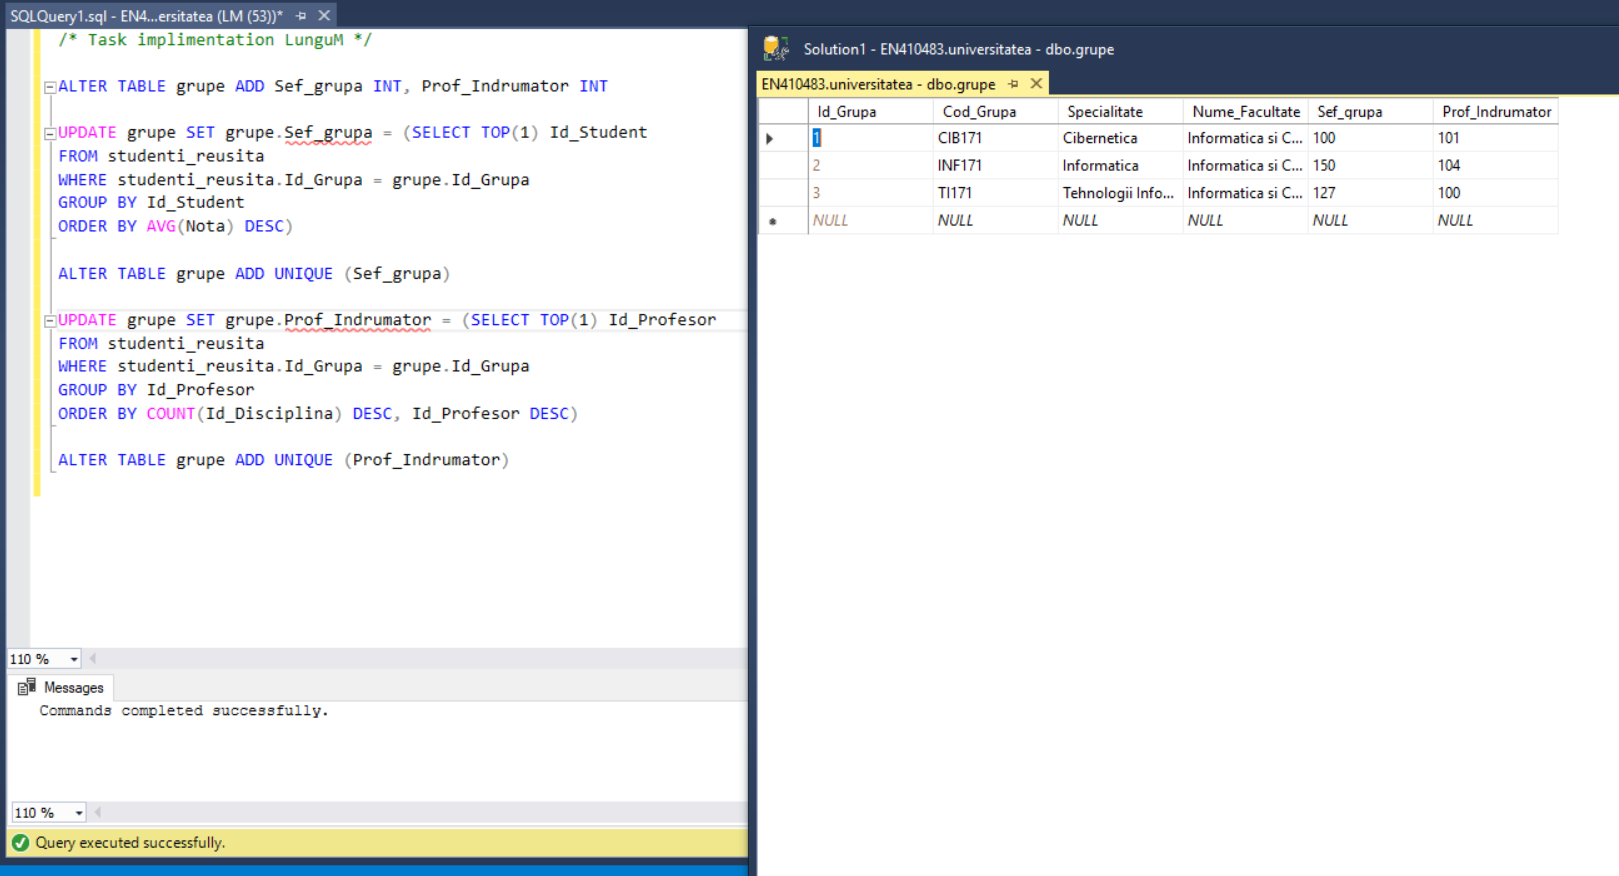 SQLQuery1.sql - EN4...ersitatea (LM (53))*
/* Task implimentation LunguM */
ALTER TABLE grupe ADD Sef_grupa INT, Prof_Indrumator INT
UPDATE grupe SET grupe.Sef_grupa = (SELECT TOP(1) Id_Student
FROM studenti_reusita
WHERE studenti_reusita.Id_Grupa = grupe.Id_Grupa
GROUP BY Id_Student
ORDER BY AVG(Nota) DESC)
ALTER TABLE grupe ADD UNIQUE (Sef_grupa)
UPDATE grupe SET grupe.Prof_Indrumator = (SELECT TOP(1) Id_Profesor
FROM studenti_reusita
WHERE studenti_reusita.Id_Grupa = grupe.Id_Grupa
GROUP BY Id_Profesor
ORDER BY COUNT(Id_Disciplina) DESC, Id_Profesor DESC)
ALTER TABLE grupe ADD UNIQUE (Prof_Indrumator)
110 %
Messages
Commands completed successfully.
110 %
Query executed successfully.
Solution1 - EN410483.universitatea - dbo.grupe
EN410483.universitatea - dbo.grupe
Id_Grupa Cod_Grupa Specialitate Nume_Facultate Sef_grupa Prof_Indrumator
1 CIB171 Cibernetica Informatica si C... 100 101
2 INF171 Informatica Informatica si C... 150 104
3 TI171 Tehnologii Info... Informatica si C... 127 100
NULL NULL NULL NULL NULL NULL